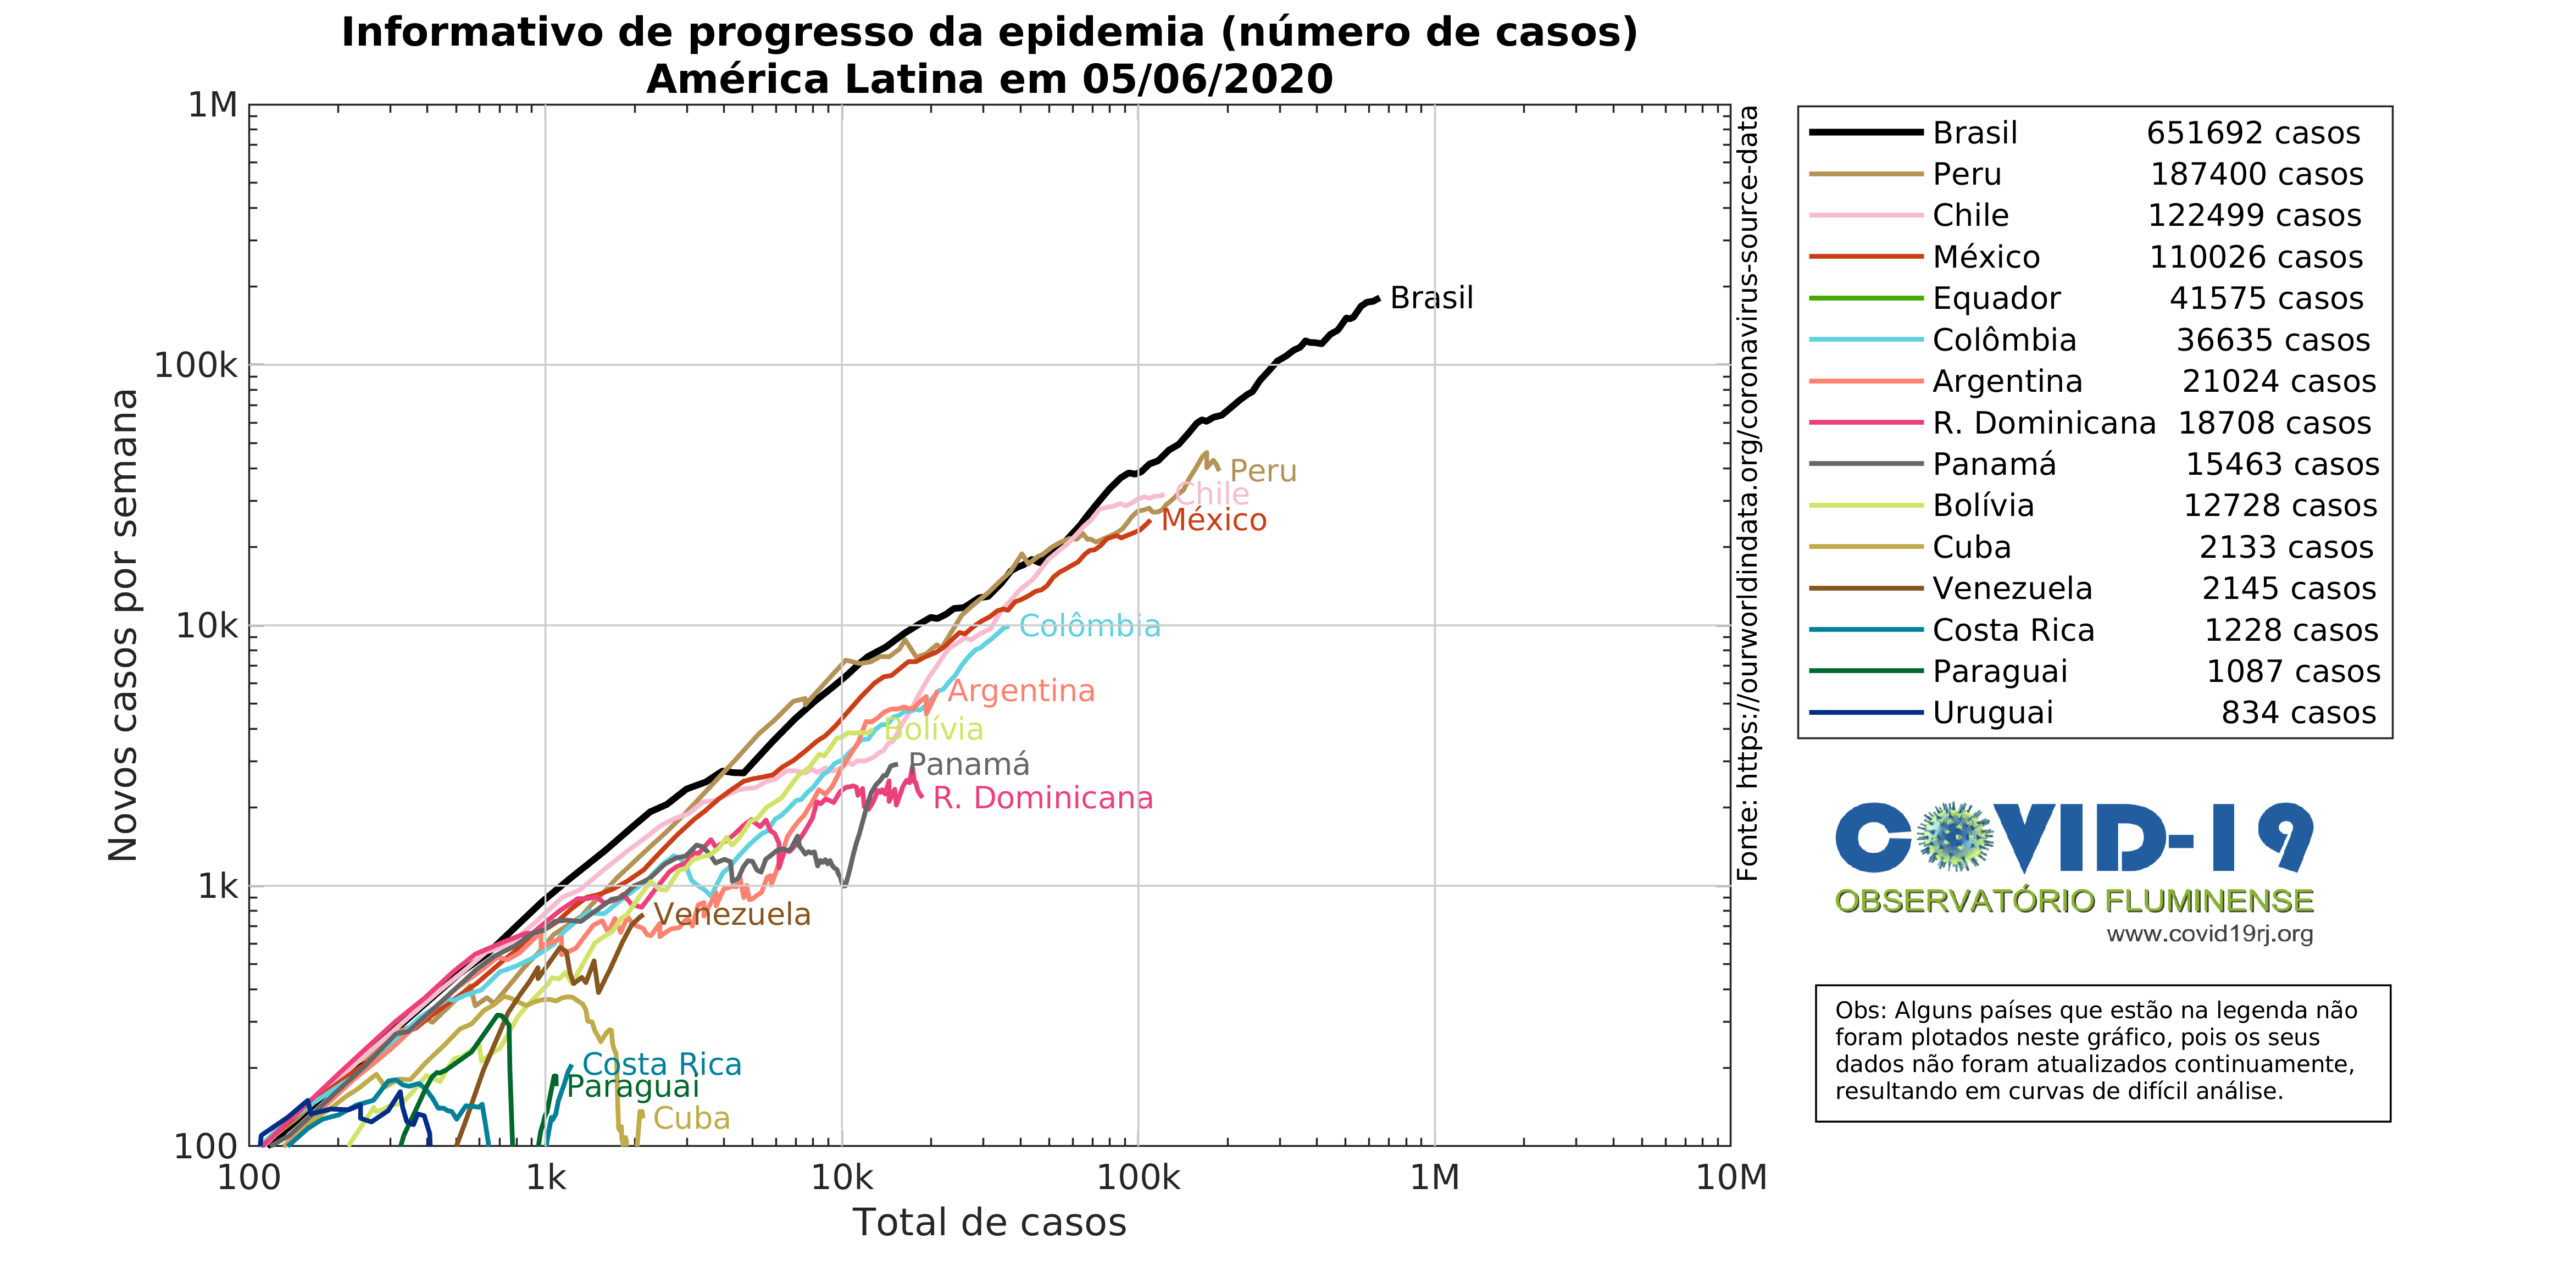 Informativo de progresso da epidemia (número de casos)
América Latina em 05/06/2020
1M
100k
10k
1k
100
Novos casos por semana
100 1k 10k 100k 1M 10M
Total de casos
Brasil
Peru
Chile
México
Colômbia
Argentina
Bolívia
Panamá
R. Dominicana
Venezuela
Costa Rica
Paraguai
Cuba
Fonte: https://ourworldindata.org/coronavirus-source-data
Brasil 651692 casos
Peru 187400 casos
Chile 122499 casos
México 110026 casos
Equador 41575 casos
Colômbia 36635 casos
Argentina 21024 casos
R. Dominicana 18708 casos
Panamá 15463 casos
Bolívia 12728 casos
Cuba 2133 casos
Venezuela 2145 casos
Costa Rica 1228 casos
Paraguai 1087 casos
Uruguai 834 casos
COVID-19
OBSERVATÓRIO FLUMINENSE
www.covid19rj.org
Obs: Alguns países que estão na legenda não
foram plotados neste gráfico, pois os seus
dados não foram atualizados continuamente,
resultando em curvas de difícil análise.